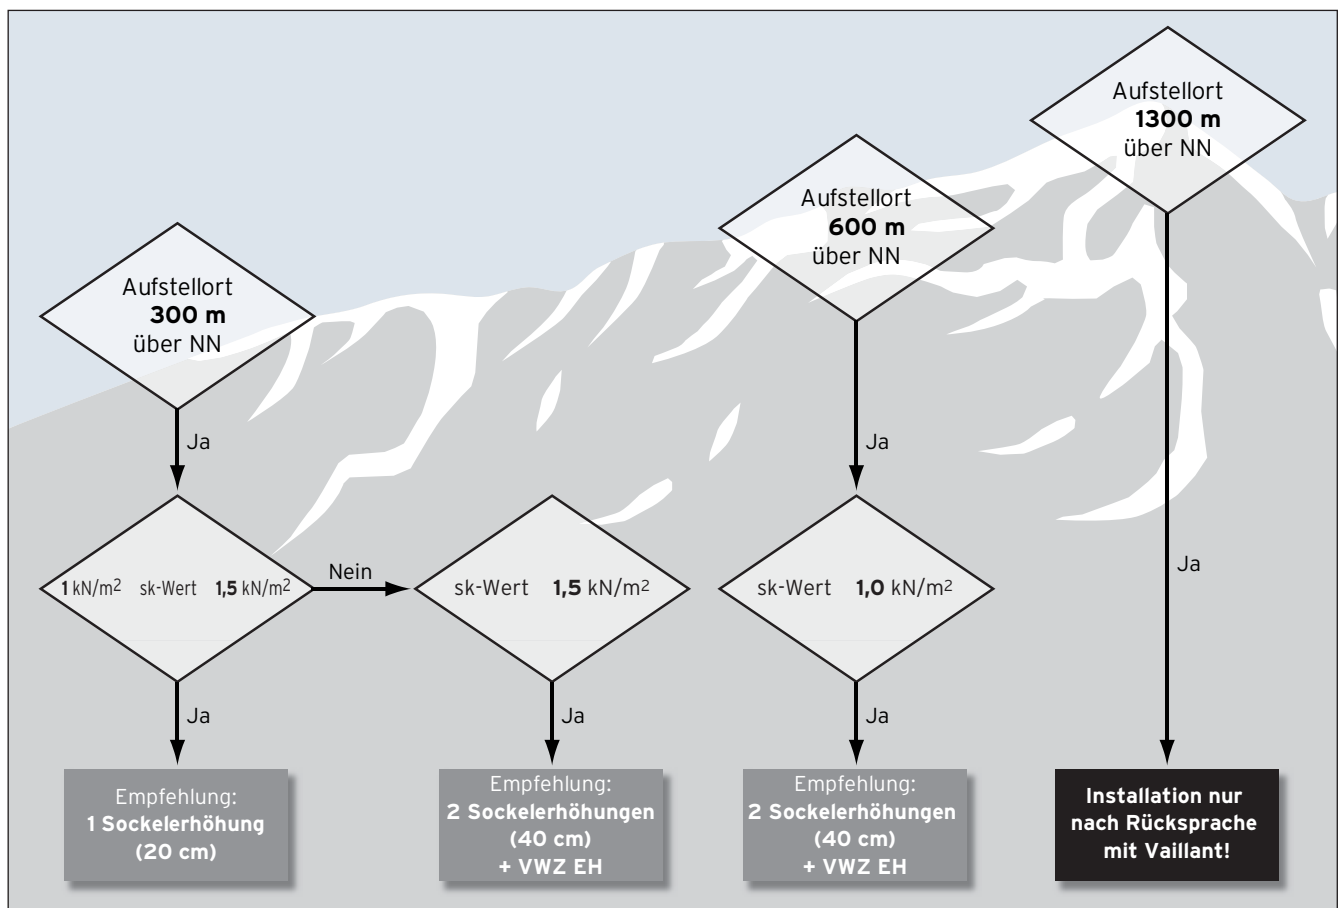 Aufstellort
1300 m
über NN
Aufstellort
600 m
über NN
Aufstellort
300 m
über NN
Ja
Ja
1 kN/m² sk-Wert 1,5 kN/m²
Nein
sk-Wert 1,5 kN/m²
sk-Wert 1,0 kN/m²
Ja
Ja
Ja
Ja
Empfehlung:
1 Sockelerhöhung
(20 cm)
Empfehlung:
2 Sockelerhöhungen
(40 cm)
+ VWZ EH
Empfehlung:
2 Sockelerhöhungen
(40 cm)
+ VWZ EH
Installation nur
nach Rücksprache
mit Vaillant!